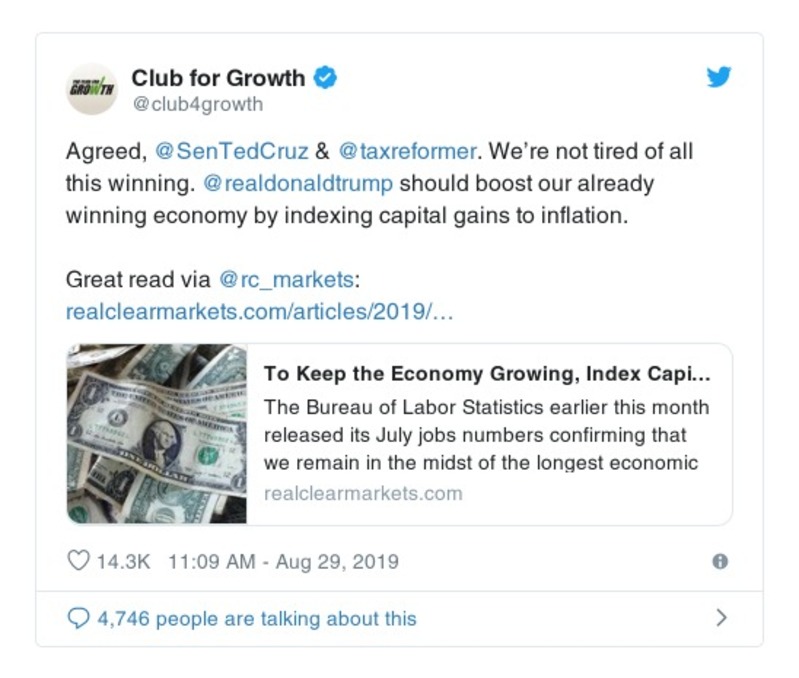 Club for Growth
@club4growth
Agreed, @SenTedCruz & @taxreformer. We’re not tired of all
this winning. @realdonaldtrump should boost our already
winning economy by indexing capital gains to inflation.
Great read via @rc_markets:
realclearmarkets.com/articles/2019/…
To Keep the Economy Growing, Index Capi...
The Bureau of Labor Statistics earlier this month
released its July jobs numbers confirming that
we remain in the midst of the longest economic
realclearmarkets.com
14.3K 11:09 AM - Aug 29, 2019
4,746 people are talking about this